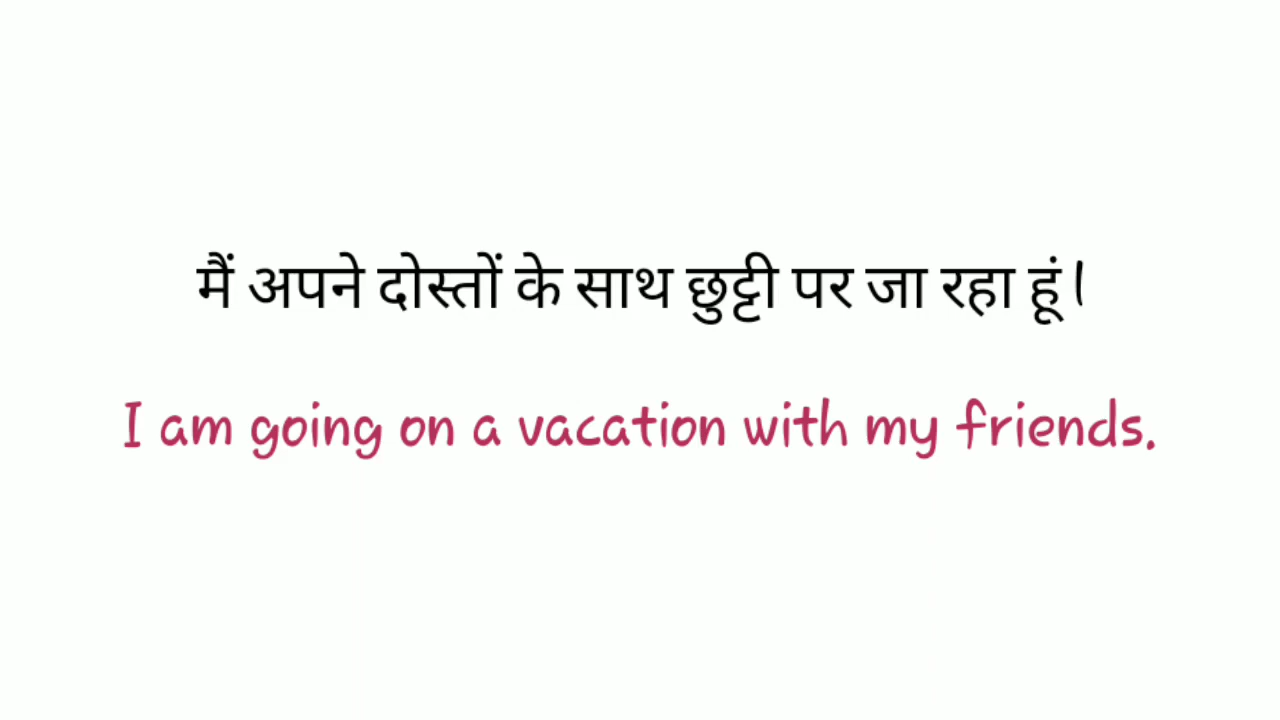 मैं अपने दोस्तों के साथ छुट्टी पर जा रहा हूं।
I am going on a vacation with my friends.